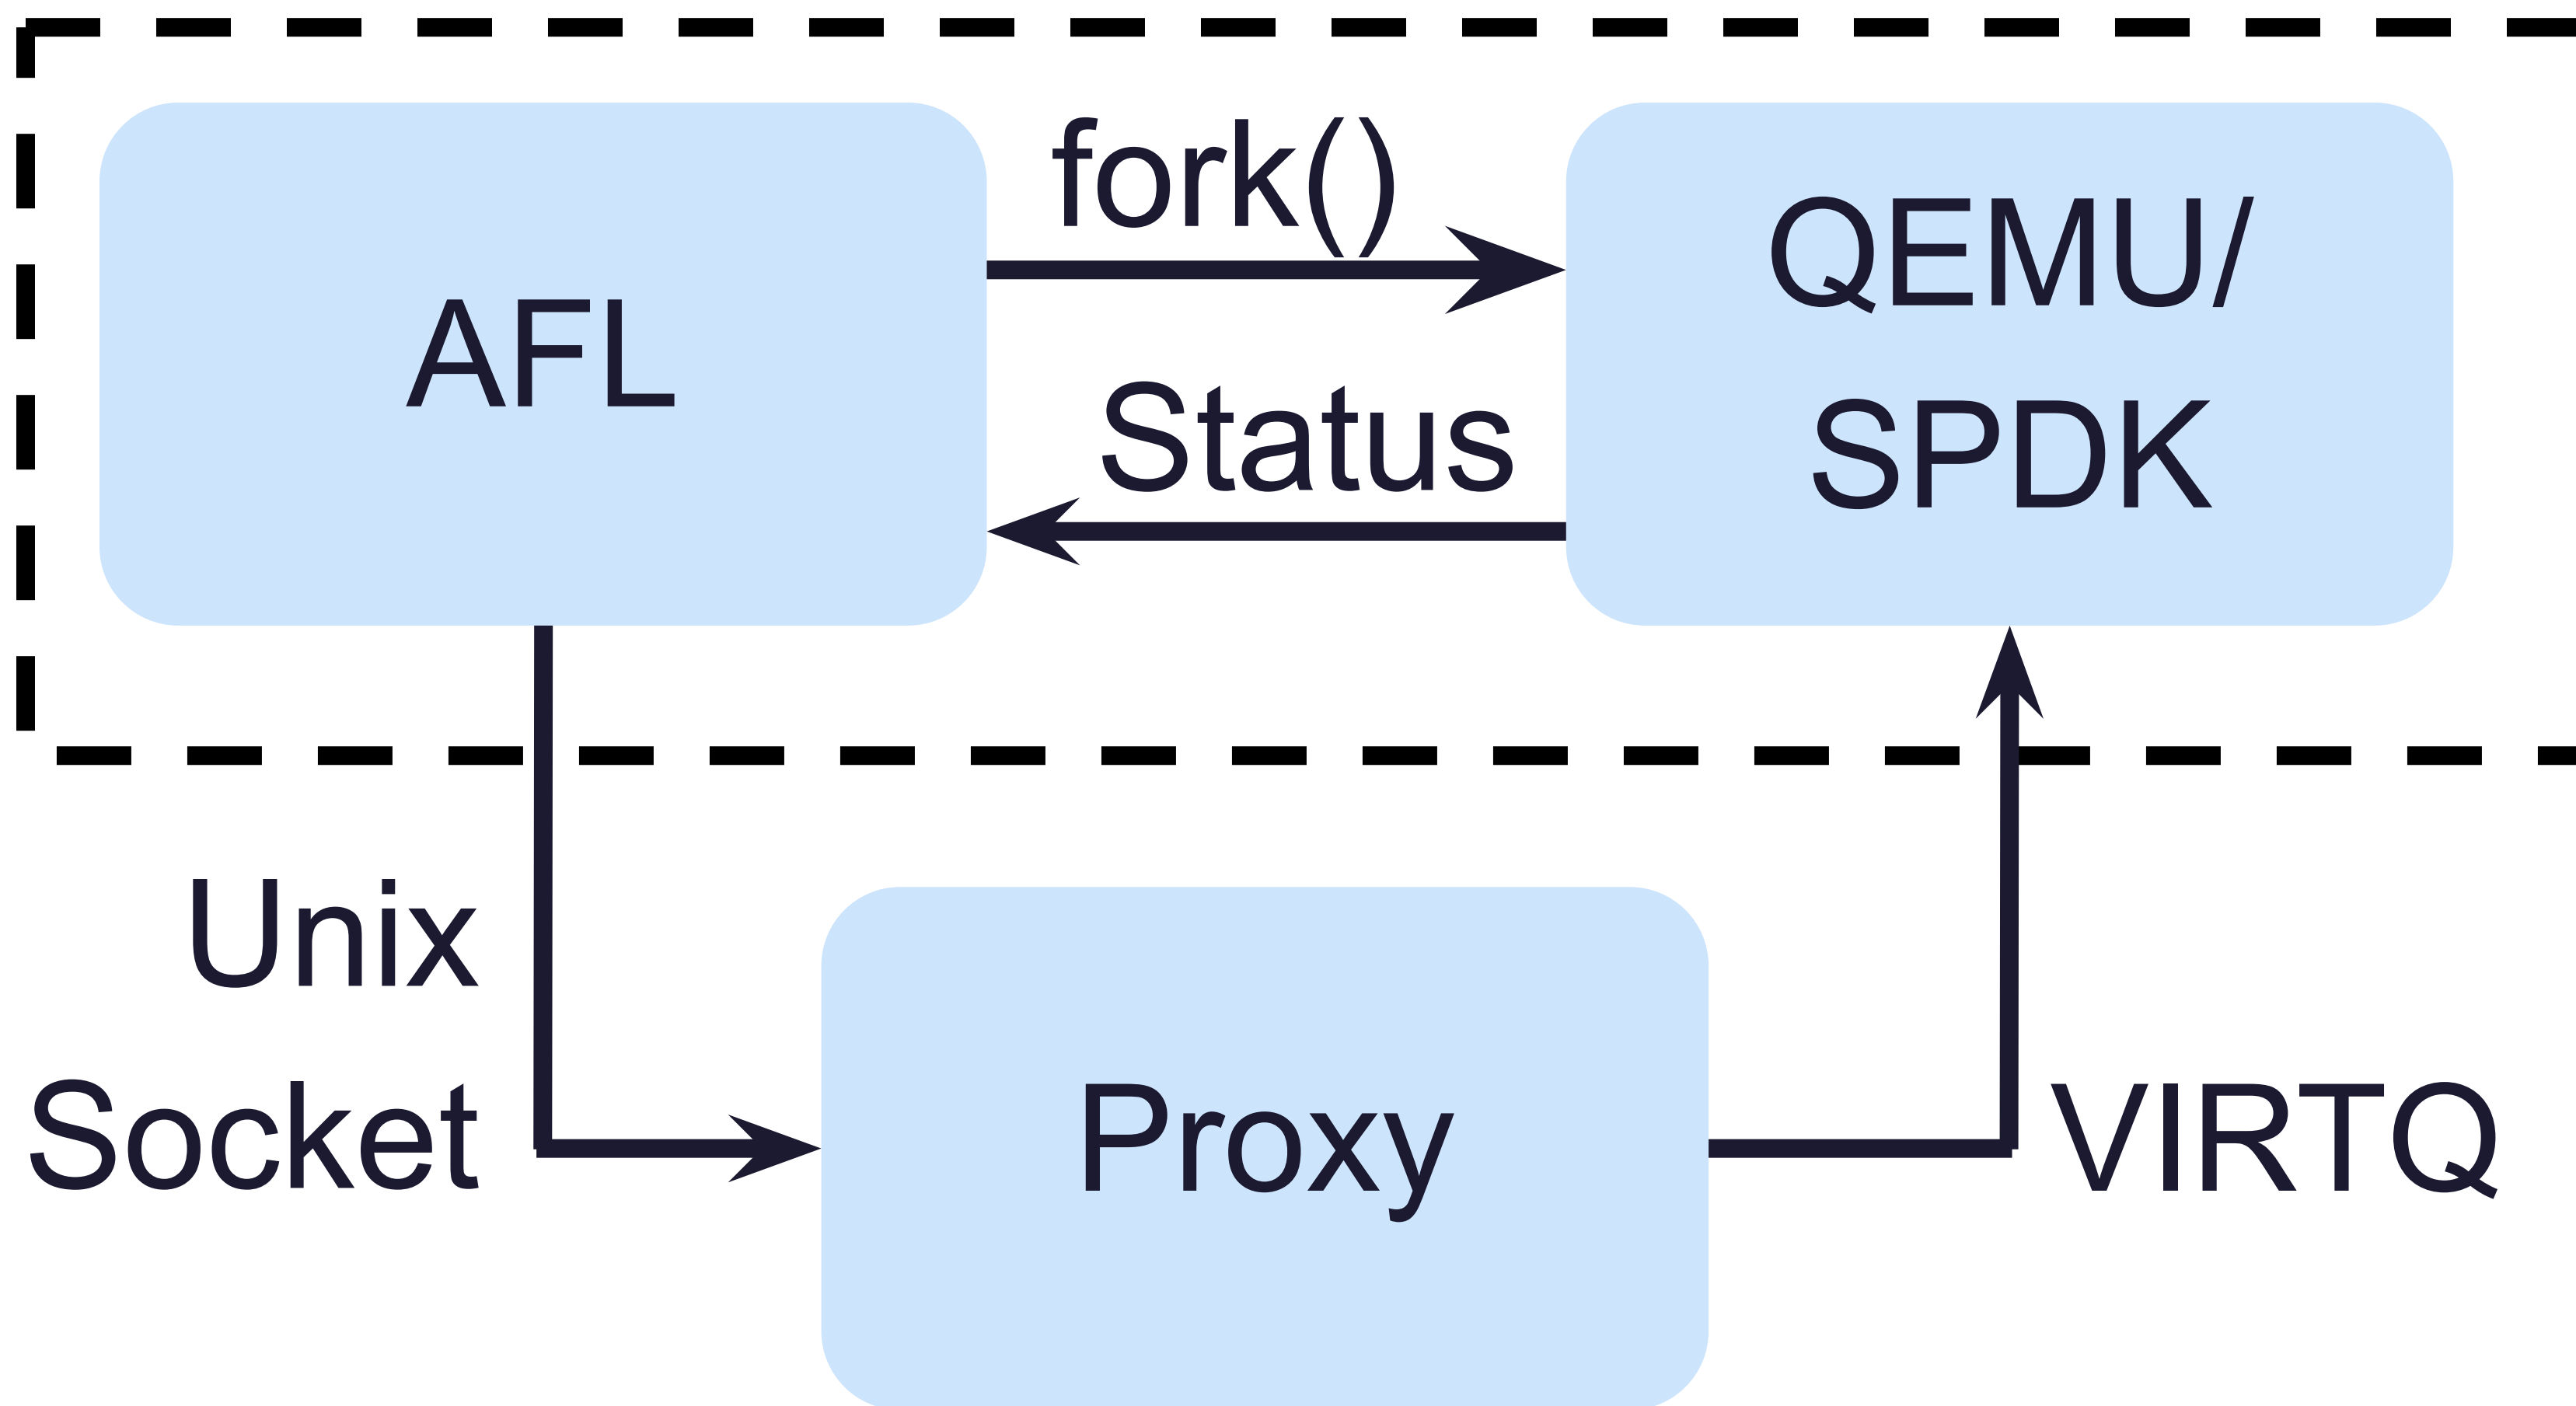 fork()
AFL
QEMU/
SPDK
Status
Unix
Socket
Proxy
VIRTQ